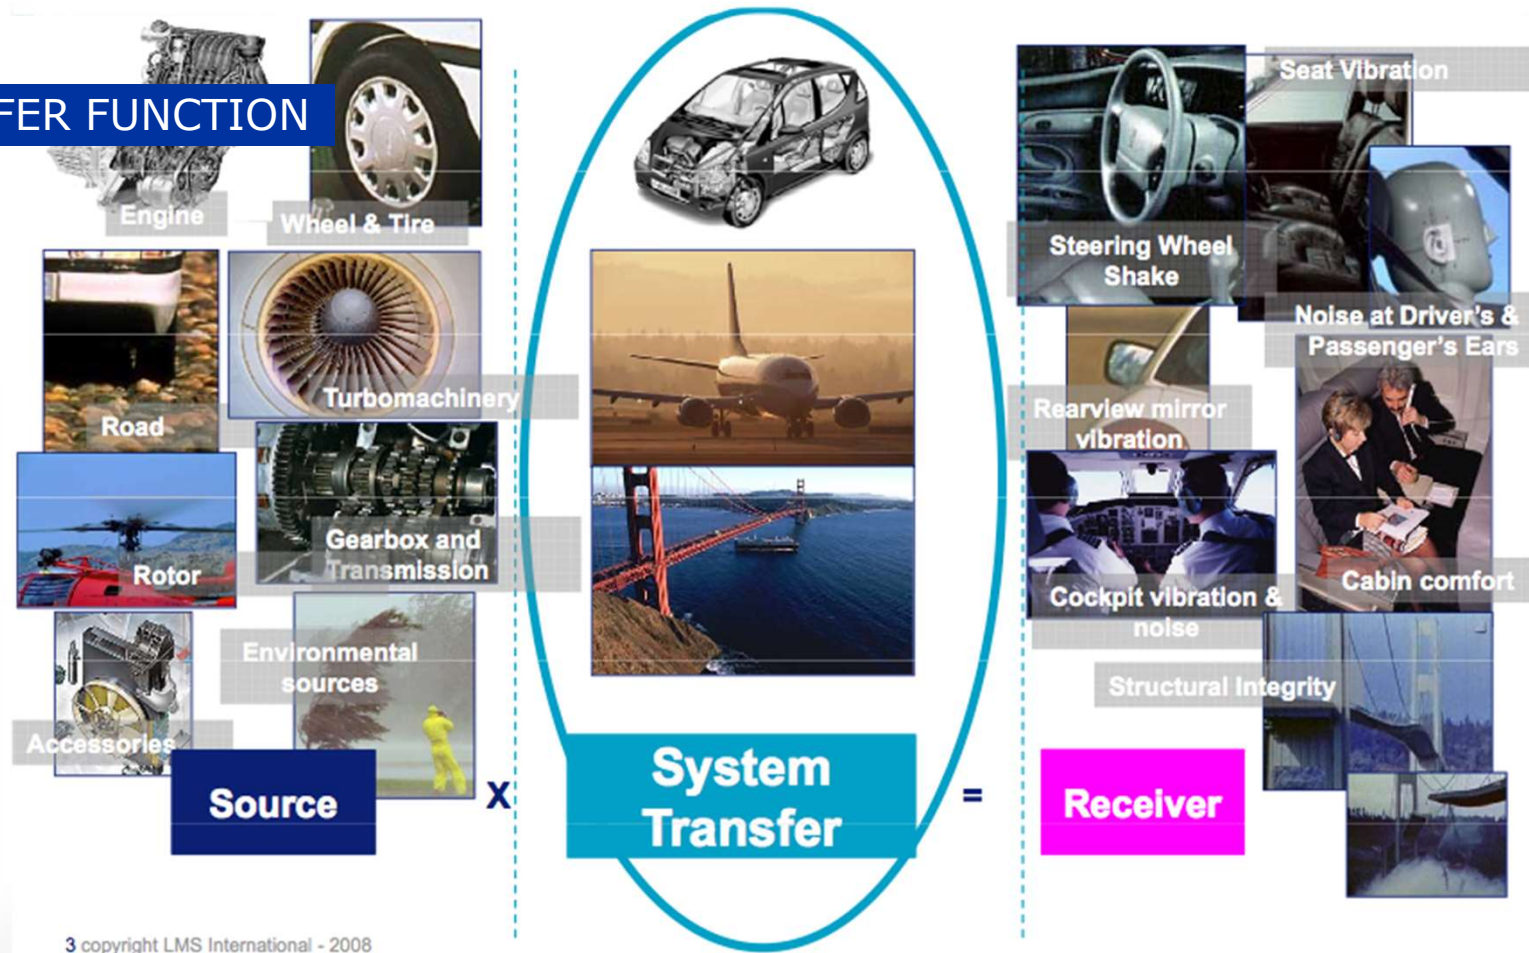 FER FUNCTION
Engine
Wheel & Tire
Road
Turbomachinery
Rotor
Gearbox and
Transmission
Environmental
sources
Accessories
Source
X
System
Transfer
=
Receiver
Seat Vibration
Steering Wheel
Shake
Noise at Driver's &
Passenger's Ears
Rearview mirror
vibration
Cockpit vibration &
noise
Cabin comfort
Structural Integrity
3 copyright LMS International - 2008